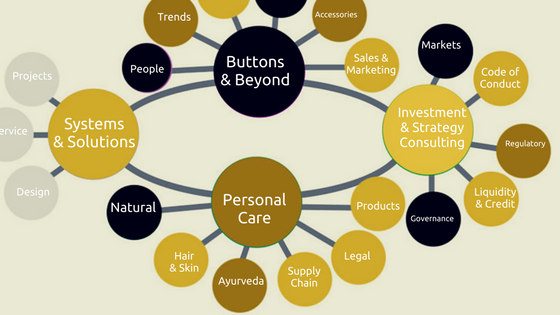 Trends
Accessories
People
Buttons
& Beyond
Sales &
Marketing
Markets
Code of
Conduct
Projects
ervice
Design
Systems
& Solutions
Investment
& Strategy
Consulting
Regulatory
Liquidity
& Credit
Governance
Natural
Personal
Care
Products
Hair
& Skin
Ayurveda
Supply
Chain
Legal